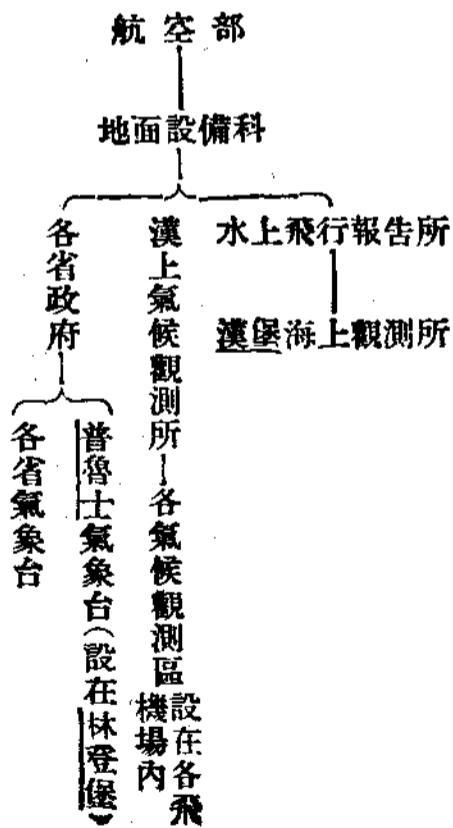 航空部
地面設備科
水上飛行報告所
漢堡海上觀測所
漢上氣候觀測所
各氣候觀測區
設在各飛
機場內
各省政府
普魯士氣象台(設在林登堡)
各省氣象台